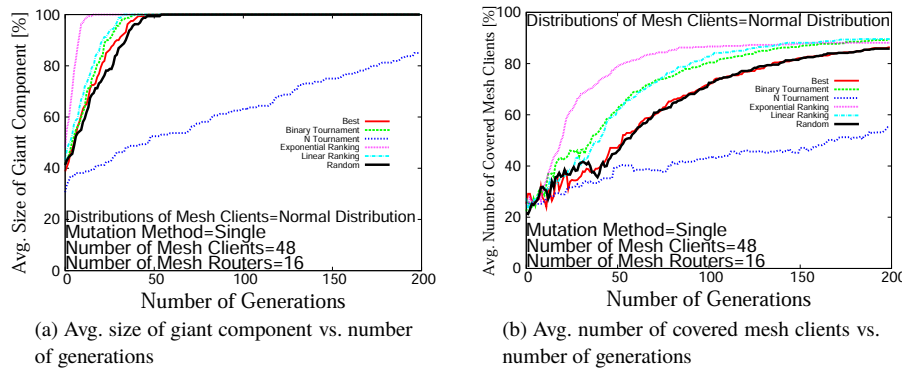 Avg. Size of Giant Component [%]
100
80
60
40
20
0
Best
Binary Tournament
N Tournament
Exponential Ranking
Linear Ranking
Random
Distributions of Mesh Clients=Normal Distribution
Mutation Method=Single
Number of Mesh Clients=48
Number of Mesh Routers=16
0 50 100 150 200
Number of Generations
(a) Avg. size of giant component vs. number
of generations
Avg. Number of Covered Mesh Clients [%]
100
80
60
40
20
0
Distributions of Mesh Clients=Normal Distribution
Best
Binary Tournament
N Tournament
Exponential Ranking
Linear Ranking
Random
Mutation Method=Single
Number of Mesh Clients=48
Number of Mesh Routers=16
0 50 100 150 200
Number of Generations
(b) Avg. number of covered mesh clients vs.
number of generations